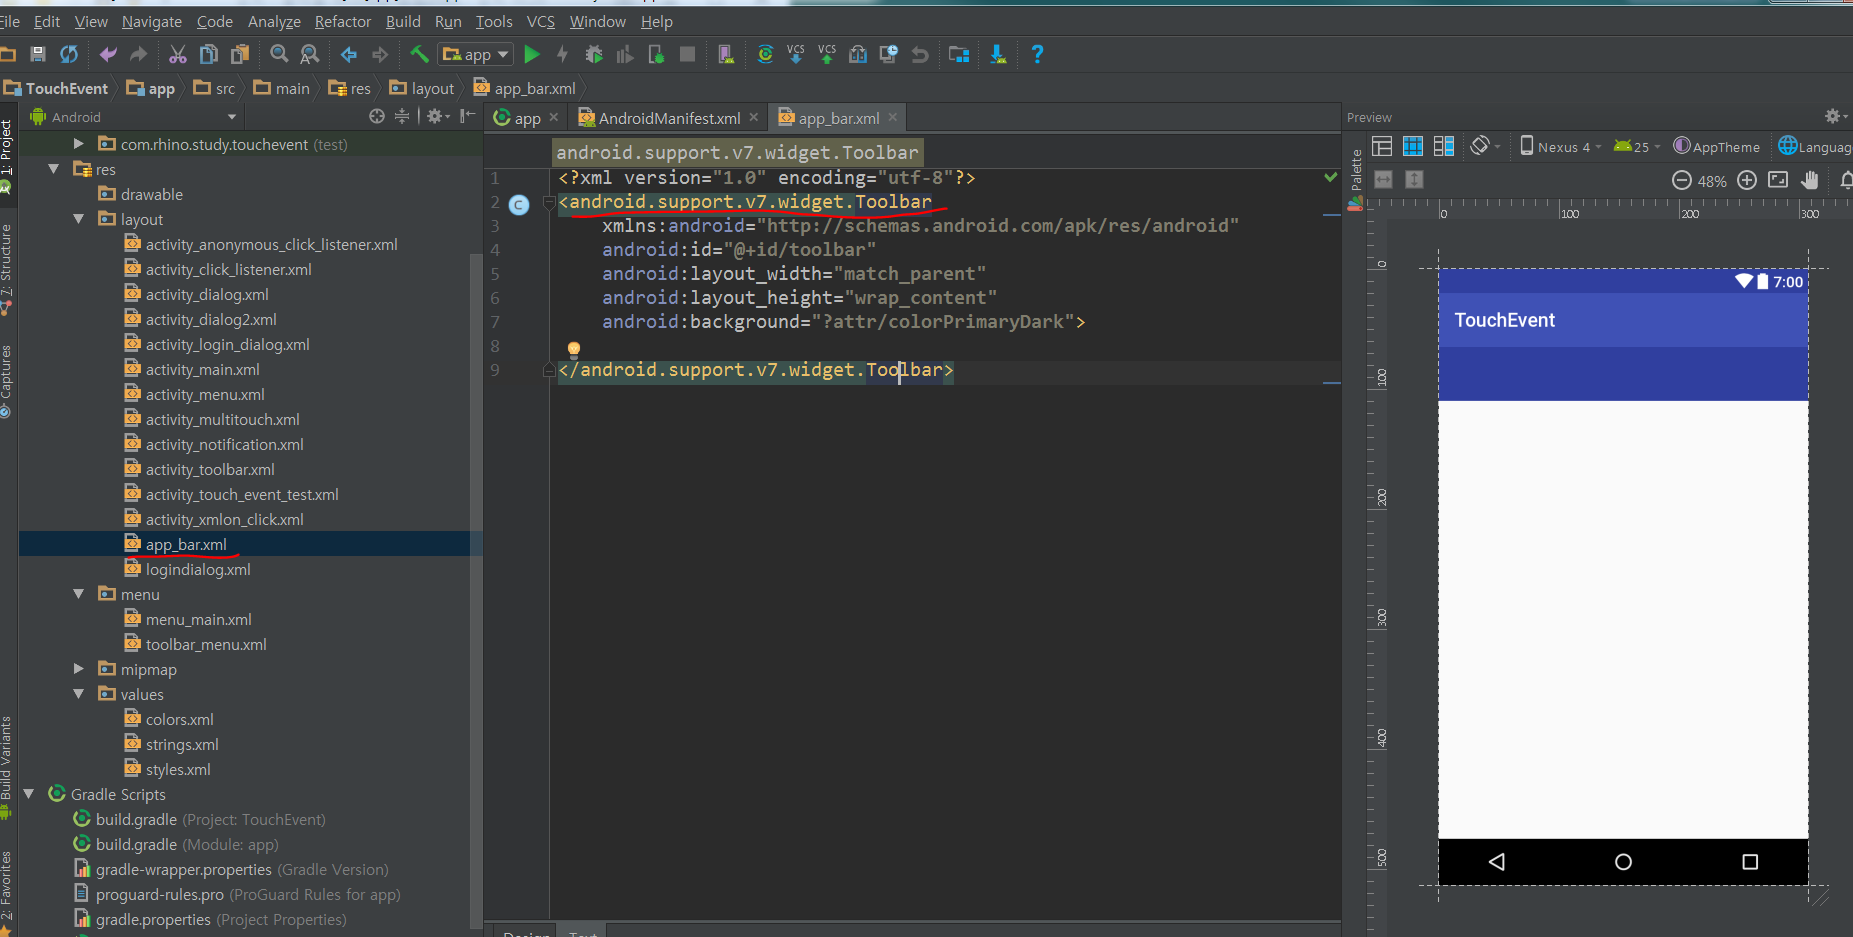 File Edit View Navigate Code Analyze Refactor Build Run Tools VCS Window Help
app
VCS VCS
?
TouchEvent app src main res layout app_bar.xml
Android
1: Project
7: Structure
Captures
Build Variants
2: Favorites
com.rhino.study.touchevent (test)
res
drawable
layout
activity_anonymous_click_listener.xml
activity_click_listener.xml
activity_dialog.xml
activity_dialog2.xml
activity_login_dialog.xml
activity_main.xml
activity_menu.xml
activity_multitouch.xml
activity_notification.xml
activity_toolbar.xml
activity_touch_event_test.xml
activity_xmlon_click.xml
app_bar.xml
logindialog.xml
menu
menu_main.xml
toolbar_menu.xml
mipmap
values
colors.xml
strings.xml
styles.xml
Gradle Scripts
build.gradle (Project: TouchEvent)
build.gradle (Module: app)
gradle-wrapper.properties (Gradle Version)
proguard-rules.pro (ProGuard Rules for app)
gradle.properties (Project Properties)
app AndroidManifest.xml app_bar.xml
android.support.v7.widget.Toolbar
1 <?xml version="1.0" encoding="utf-8"?>
2 <android.support.v7.widget.Toolbar
3 xmlns:android="http://schemas.android.com/apk/res/android"
4 android:id="@+id/toolbar"
5 android:layout_width="match_parent"
6 android:layout_height="wrap_content"
7 android:background="?attr/colorPrimaryDark">
8
9 </android.support.v7.widget.Toolbar>
Design Text
Preview
Palette
Nexus 4 25 AppTheme Languag
48%
0 100 200 300
0
100
200
300
400
500
7:00
TouchEvent